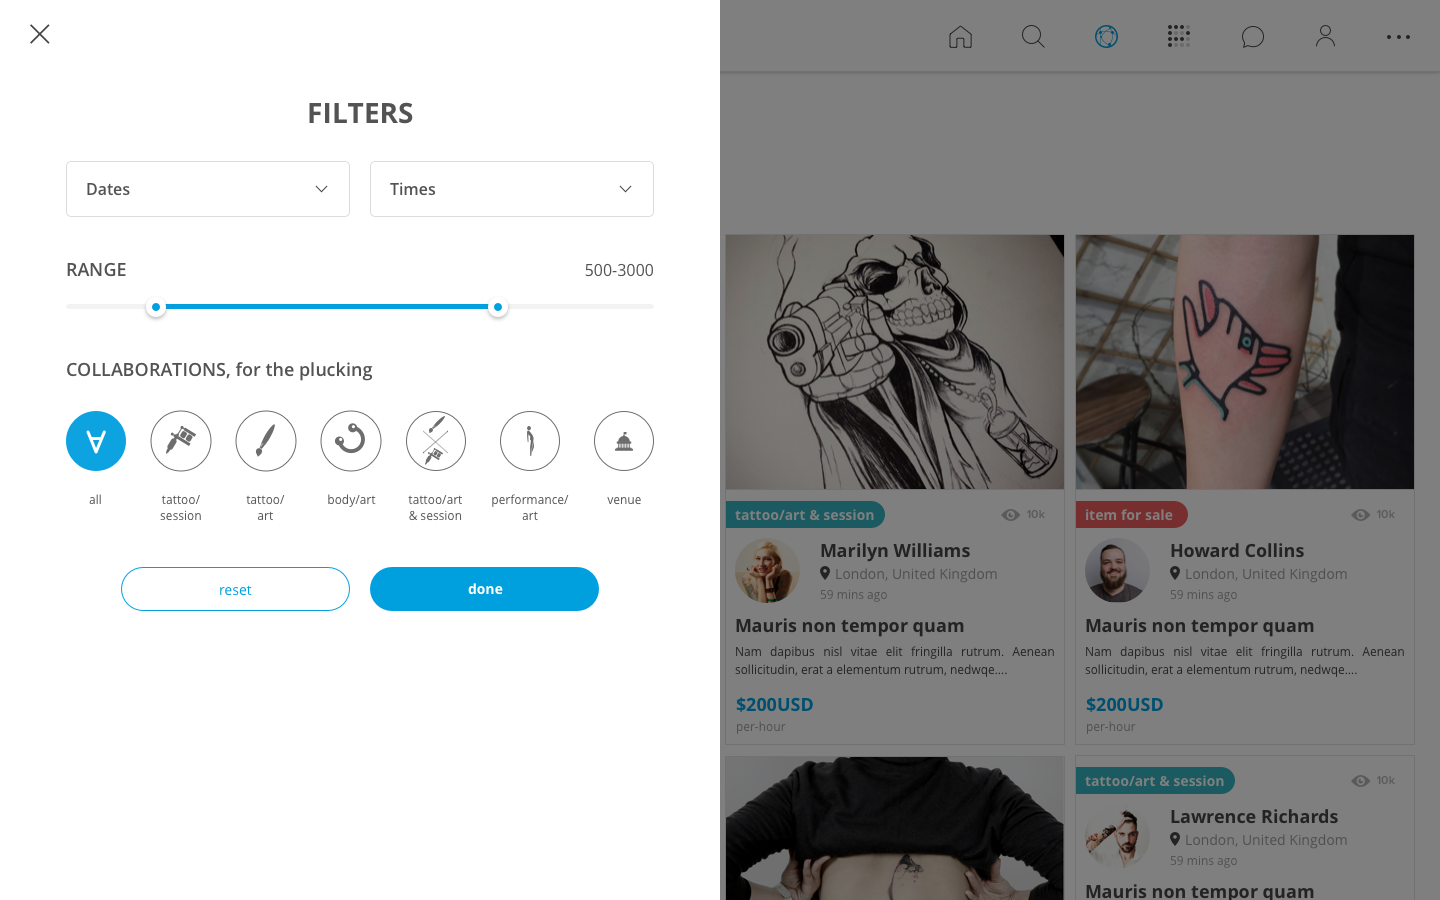 FILTERS
Dates
Times
RANGE
500-3000
COLLABORATIONS, for the plucking
all
tattoo/
session
tattoo/
art
body/art
tattoo/art
& session
performance/
art
venue
reset
done
tattoo/art & session
10k
Marilyn Williams
London, United Kingdom
59 mins ago
Mauris non tempor quam
Nam dapibus nisl vitae elit fringilla rutrum. Aenean
sollicitudin, erat a elementum rutrum, nedwqe....
$200USD
per-hour
item for sale
10k
Howard Collins
London, United Kingdom
59 mins ago
Mauris non tempor quam
Nam dapibus nisl vitae elit fringilla rutrum. Aenean
sollicitudin, erat a elementum rutrum, nedwqe....
$200USD
per-hour
tattoo/art & session
10k
Lawrence Richards
London, United Kingdom
59 mins ago
Mauris non tempor quam